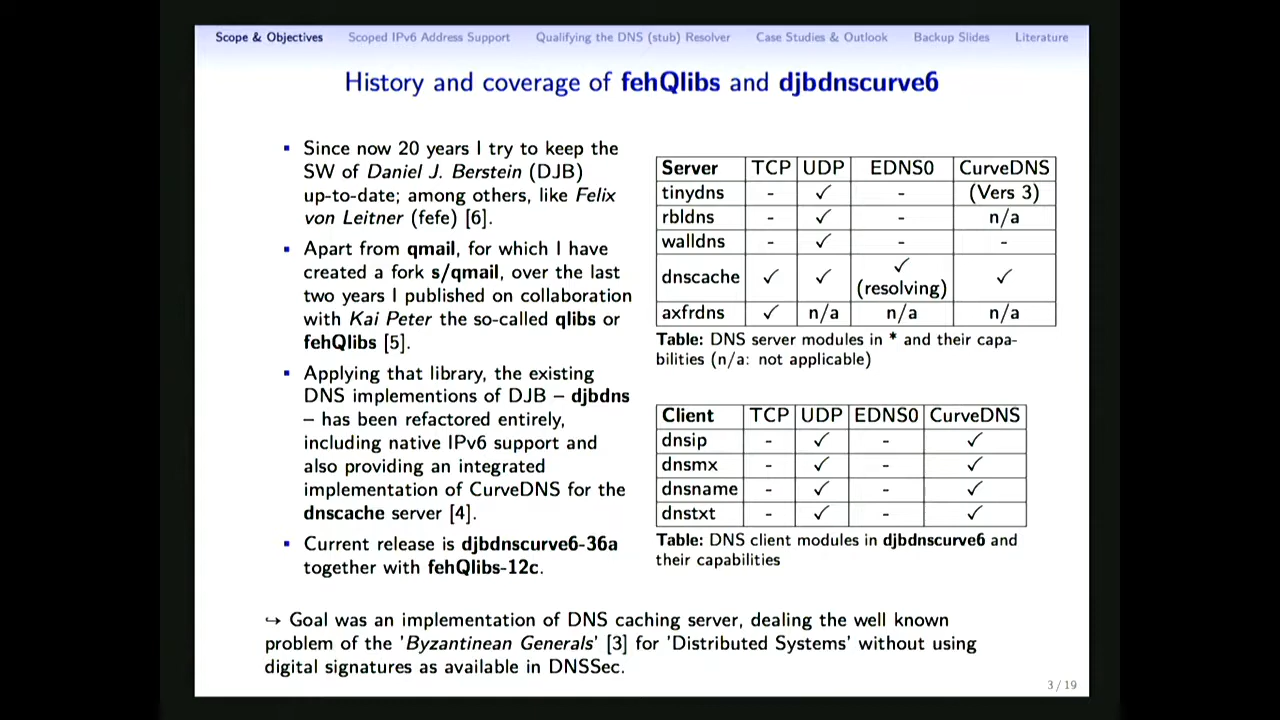 Scope & Objectives Scoped IPv6 Address Support Qualifying the DNS (stub) Resolver Case Studies & Outlook Backup Slides Literature
History and coverage of fehQlibs and djbdnscurve6
▪ Since now 20 years I try to keep the
SW of Daniel J. Berstein (DJB)
up-to-date; among others, like Felix
von Leitner (fefe) [6].
▪ Apart from qmail, for which I have
created a fork s/qmail, over the last
two years I published on collaboration
with Kai Peter the so-called qlibs or
fehQlibs [5].
▪ Applying that library, the existing
DNS implementions of DJB – djbdns
– has been refactored entirely,
including native IPv6 support and
also providing an integrated
implementation of CurveDNS for the
dnscache server [4].
▪ Current release is djbdnscurve6-36a
together with fehQlibs-12c.
Server TCP UDP EDNS0 CurveDNS
tinydns - ✓ - (Vers 3)
rbldns - ✓ - n/a
walldns - ✓ - -
dnscache ✓ ✓ ✓ (resolving) ✓
axfrdns ✓ n/a n/a n/a
Table: DNS server modules in * and their capa-
bilities (n/a: not applicable)
Client TCP UDP EDNS0 CurveDNS
dnsip - ✓ - ✓
dnsmx - ✓ - ✓
dnsname - ✓ - ✓
dnstxt - ✓ - ✓
Table: DNS client modules in djbdnscurve6 and
their capabilities
↪ Goal was an implementation of DNS caching server, dealing the well known
problem of the 'Byzantinean Generals' [3] for 'Distributed Systems' without using
digital signatures as available in DNSSec.
3 / 19